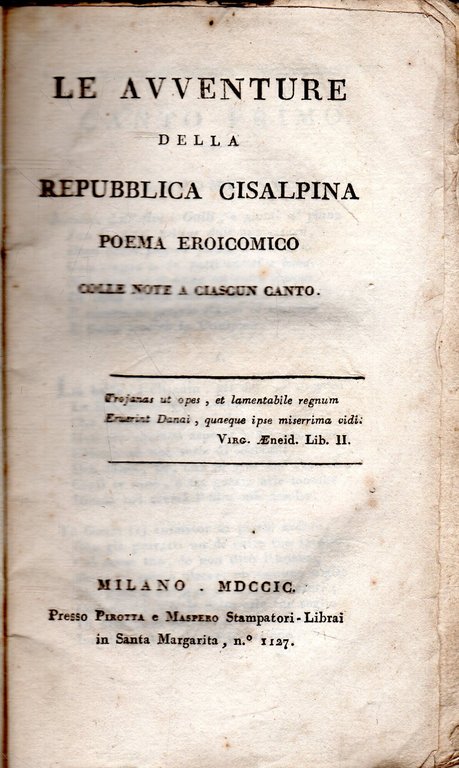 LE AVVENTURE
DELLA
REPUBBLICA CISALPINA
POEMA EROICOMICO
COLLE NOTE A CIASCUN CANTO.
Trojanas ut opes, et lamentabile regnum
Eruerint Danai, quaeque ipse miserrima vidi:
VIRG. Æneid. Lib. II.
MILANO. MDCCIC.
Presso PIROTTA e MASPERO Stampatori-Librai
in Santa Margarita, n.° 1127.